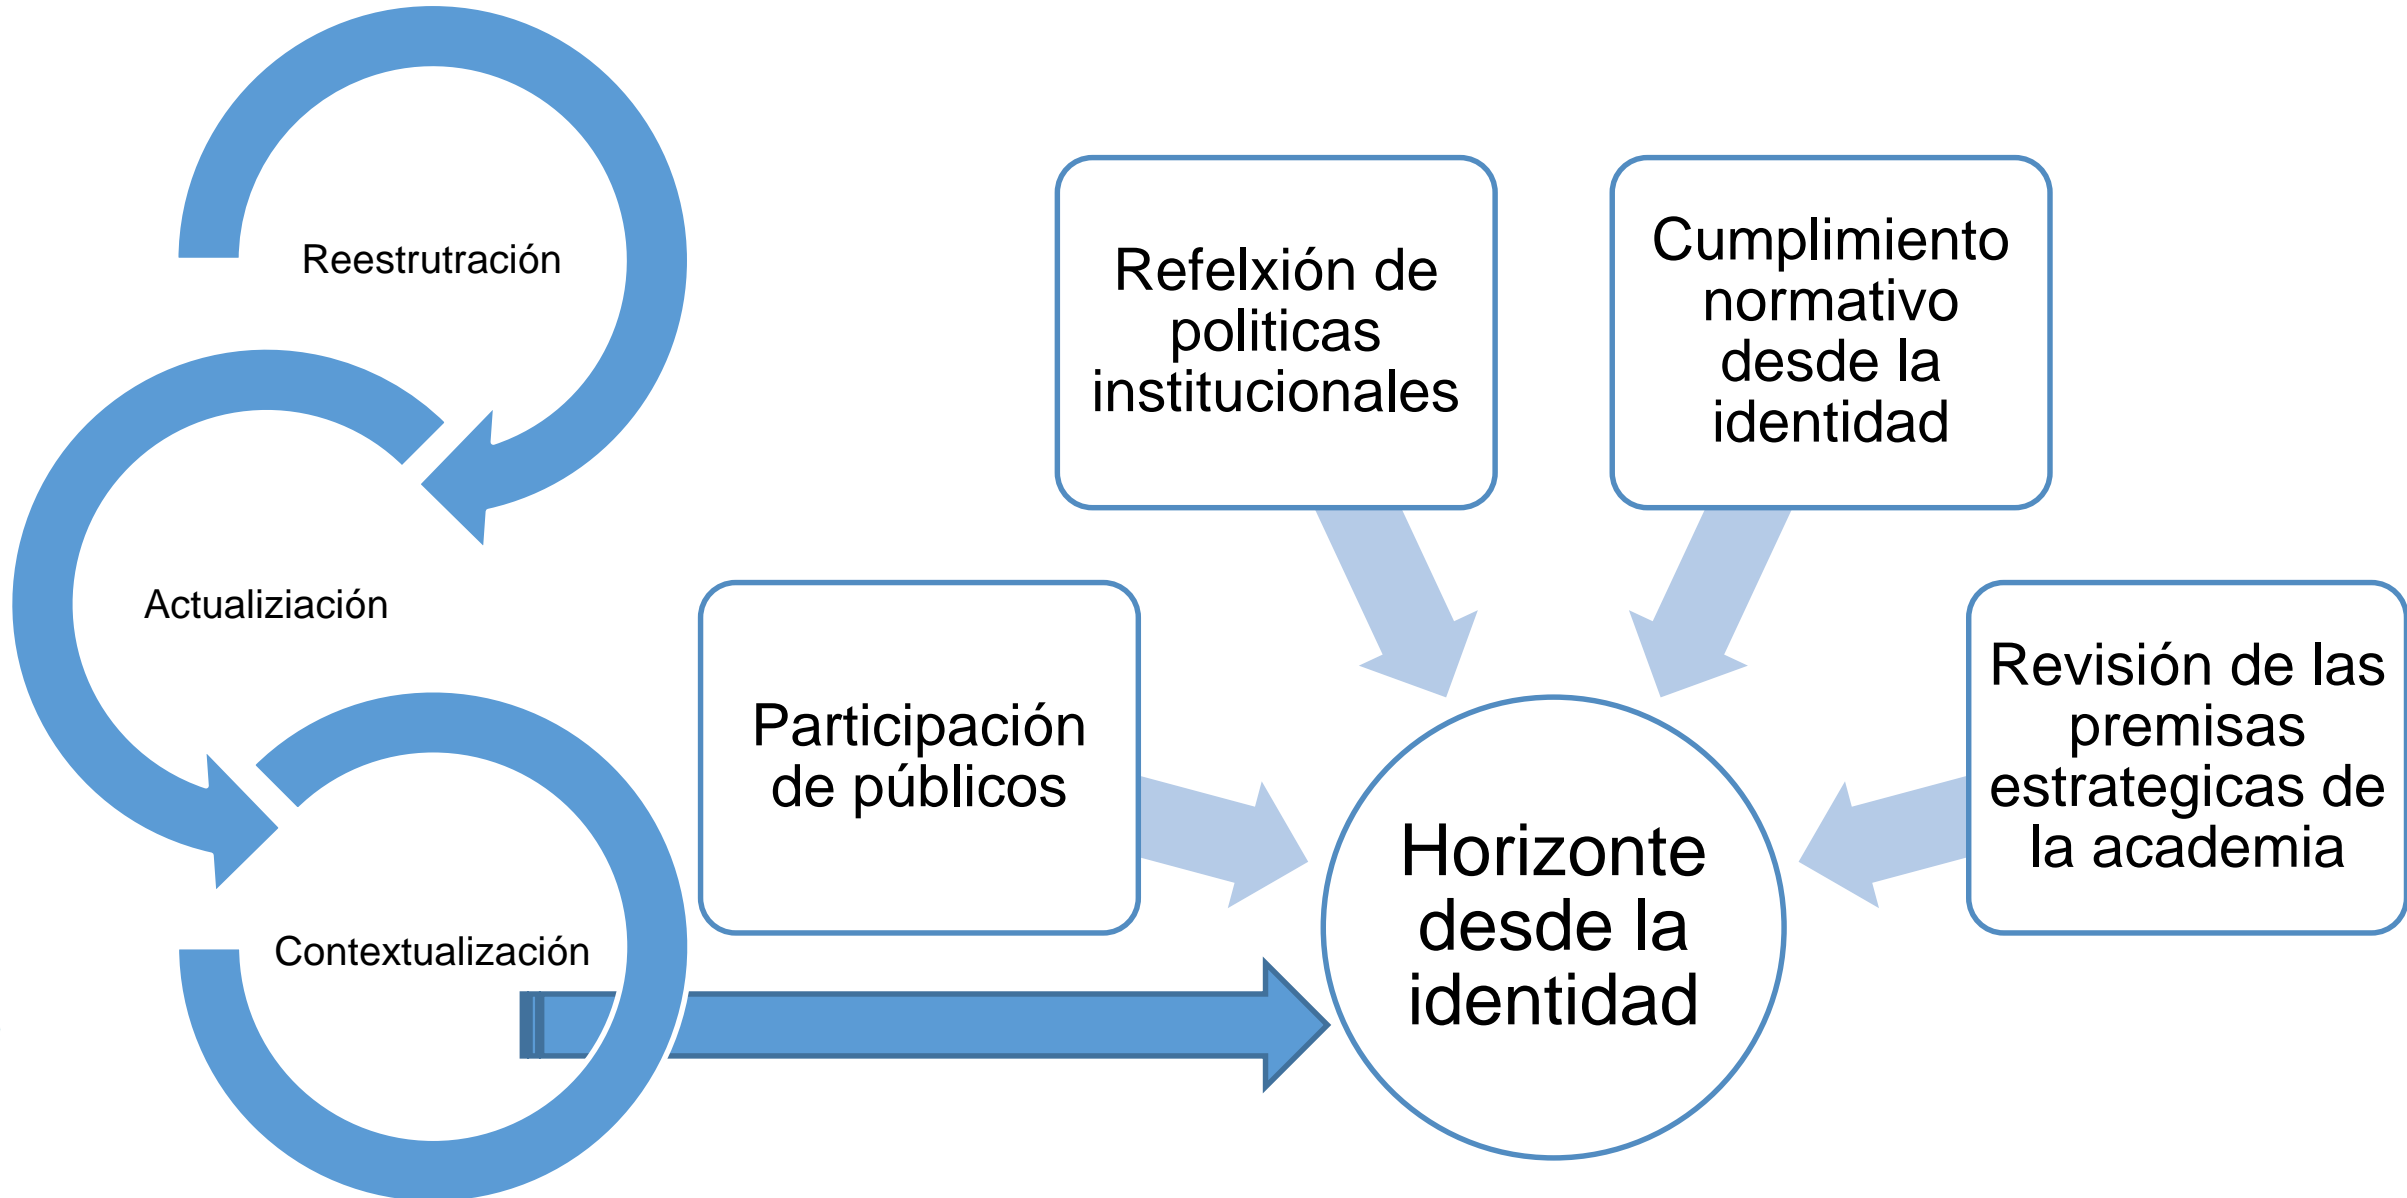 Reestrutración
Actualiziación
Contextualización
Participación
de públicos
Refelxión de
politicas
institucionales
Cumplimiento
normativo
desde la
identidad
Revisión de las
premisas
estrategicas de
la academia
Horizonte
desde la
identidad